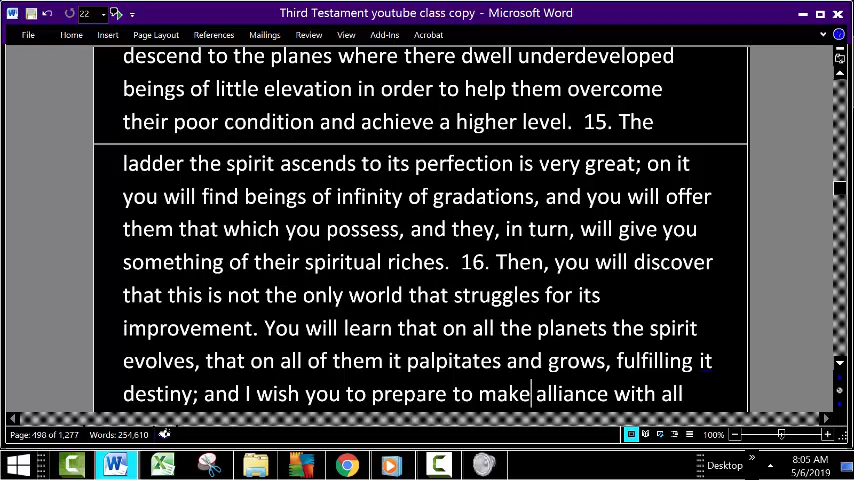 22
Third Testament youtube class copy - Microsoft Word
File Home Insert Page Layout References Mailings Review View Add-Ins Acrobat
descend to the planes where there dwell underdeveloped
beings of little elevation in order to help them overcome
their poor condition and achieve a higher level.  15. The
ladder the spirit ascends to its perfection is very great; on it
you will find beings of infinity of gradations, and you will offer
them that which you possess, and they, in turn, will give you
something of their spiritual riches.  16. Then, you will discover
that this is not the only world that struggles for its
improvement. You will learn that on all the planets the spirit
evolves, that on all of them it palpitates and grows, fulfilling it
destiny; and I wish you to prepare to make alliance with all
Page: 498 of 1,277 Words: 254,610 100%
Desktop
8:05 AM
5/6/2019